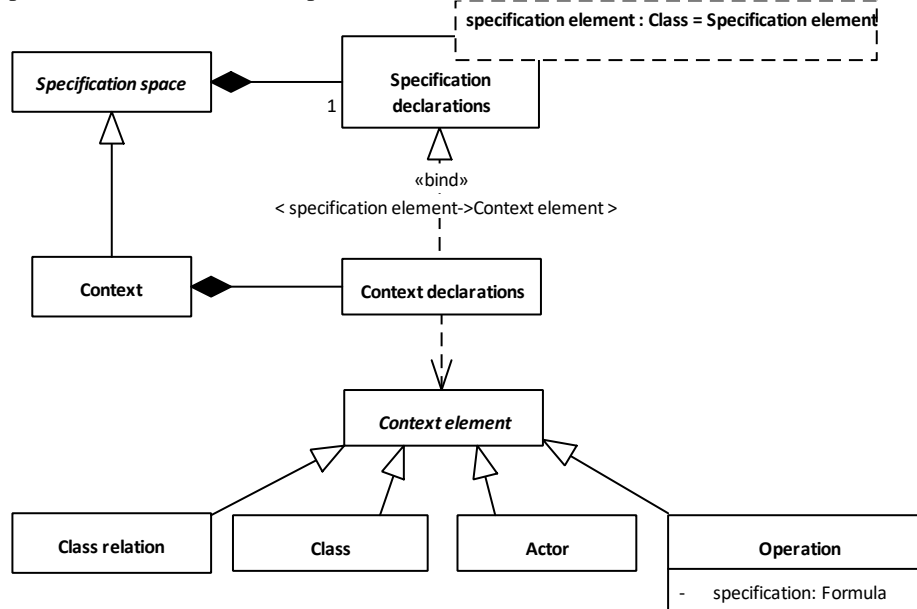 specification element : Class = Specification element
Specification space
Specification
declarations
1
«bind»
< specification element->Context element >
Context
Context declarations
Context element
Class relation
Class
Actor
Operation
- specification: Formula